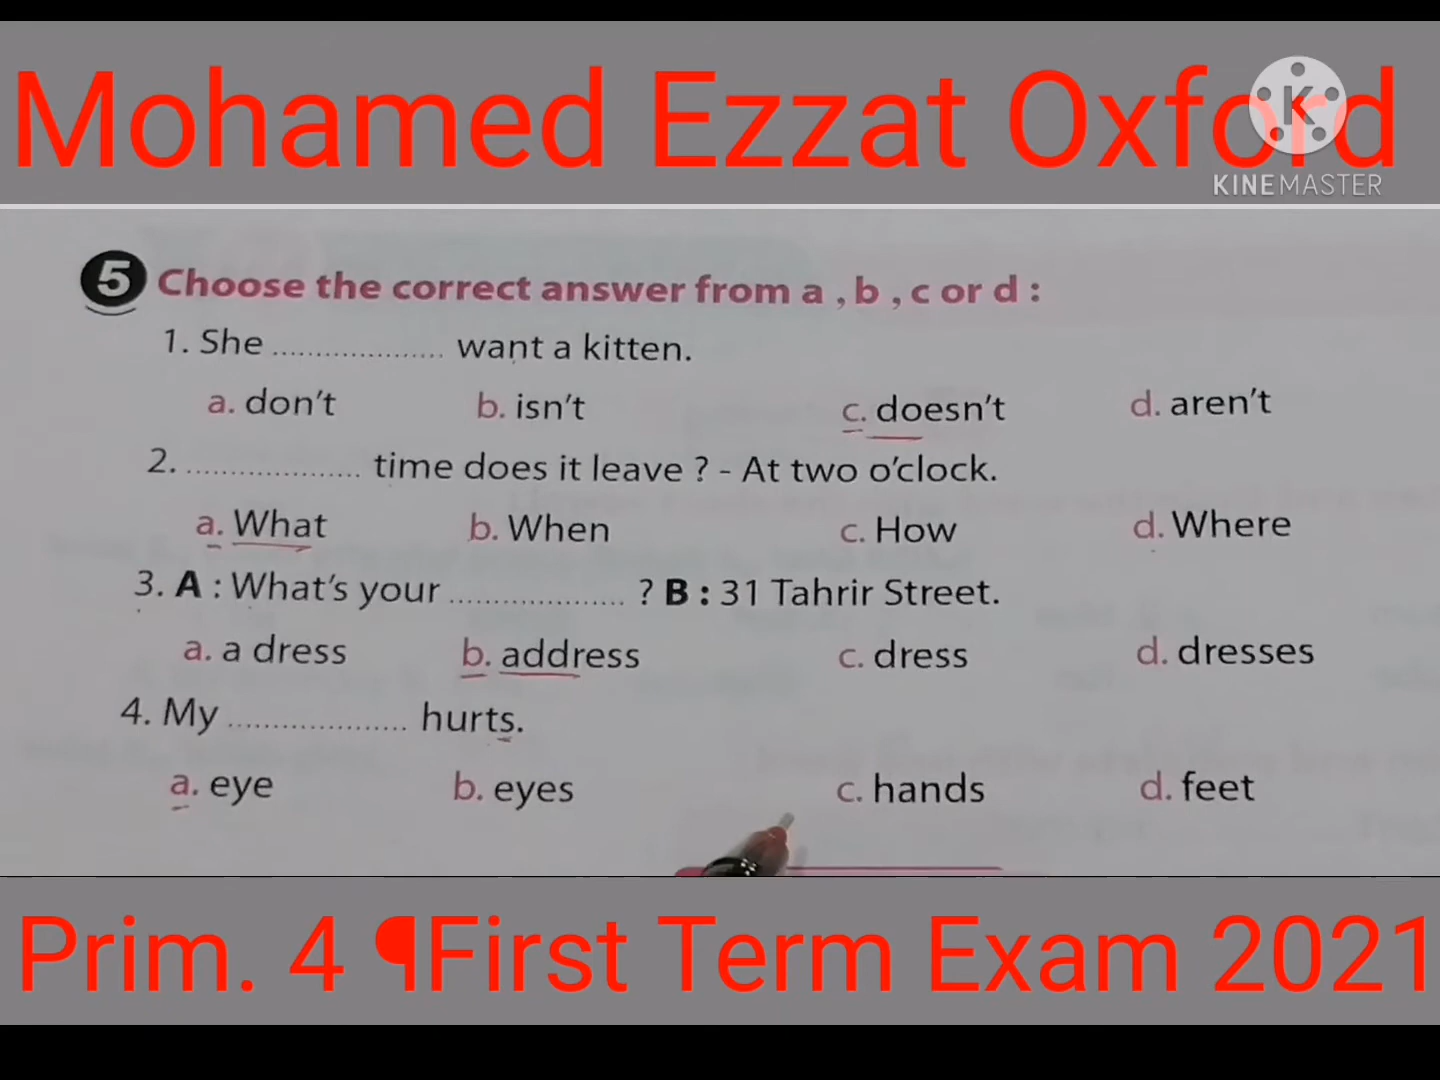 Mohamed Ezzat Oxford
KINEMASTER
5 Choose the correct answer from a , b , c or d :
1. She .................... want a kitten.
a. don't b. isn't c. doesn't d. aren't
2. .................... time does it leave ? - At two o'clock.
a. What b. When c. How d. Where
3. A : What's your .................... ? B : 31 Tahrir Street.
a. a dress b. address c. dress d. dresses
4. My .................... hurts.
a. eye b. eyes c. hands d. feet
Prim. 4 ¶First Term Exam 2021